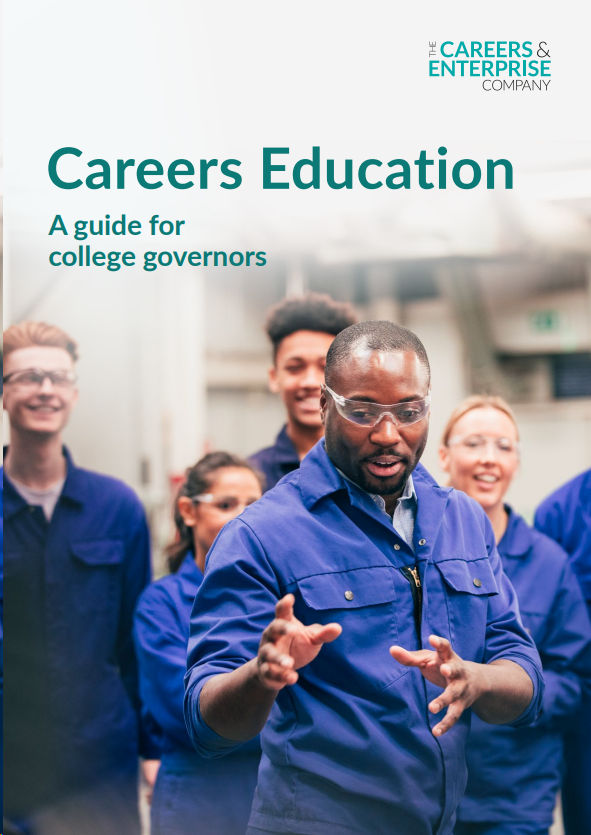 THE CAREERS &
ENTERPRISE
COMPANY
Careers Education
A guide for
college governors